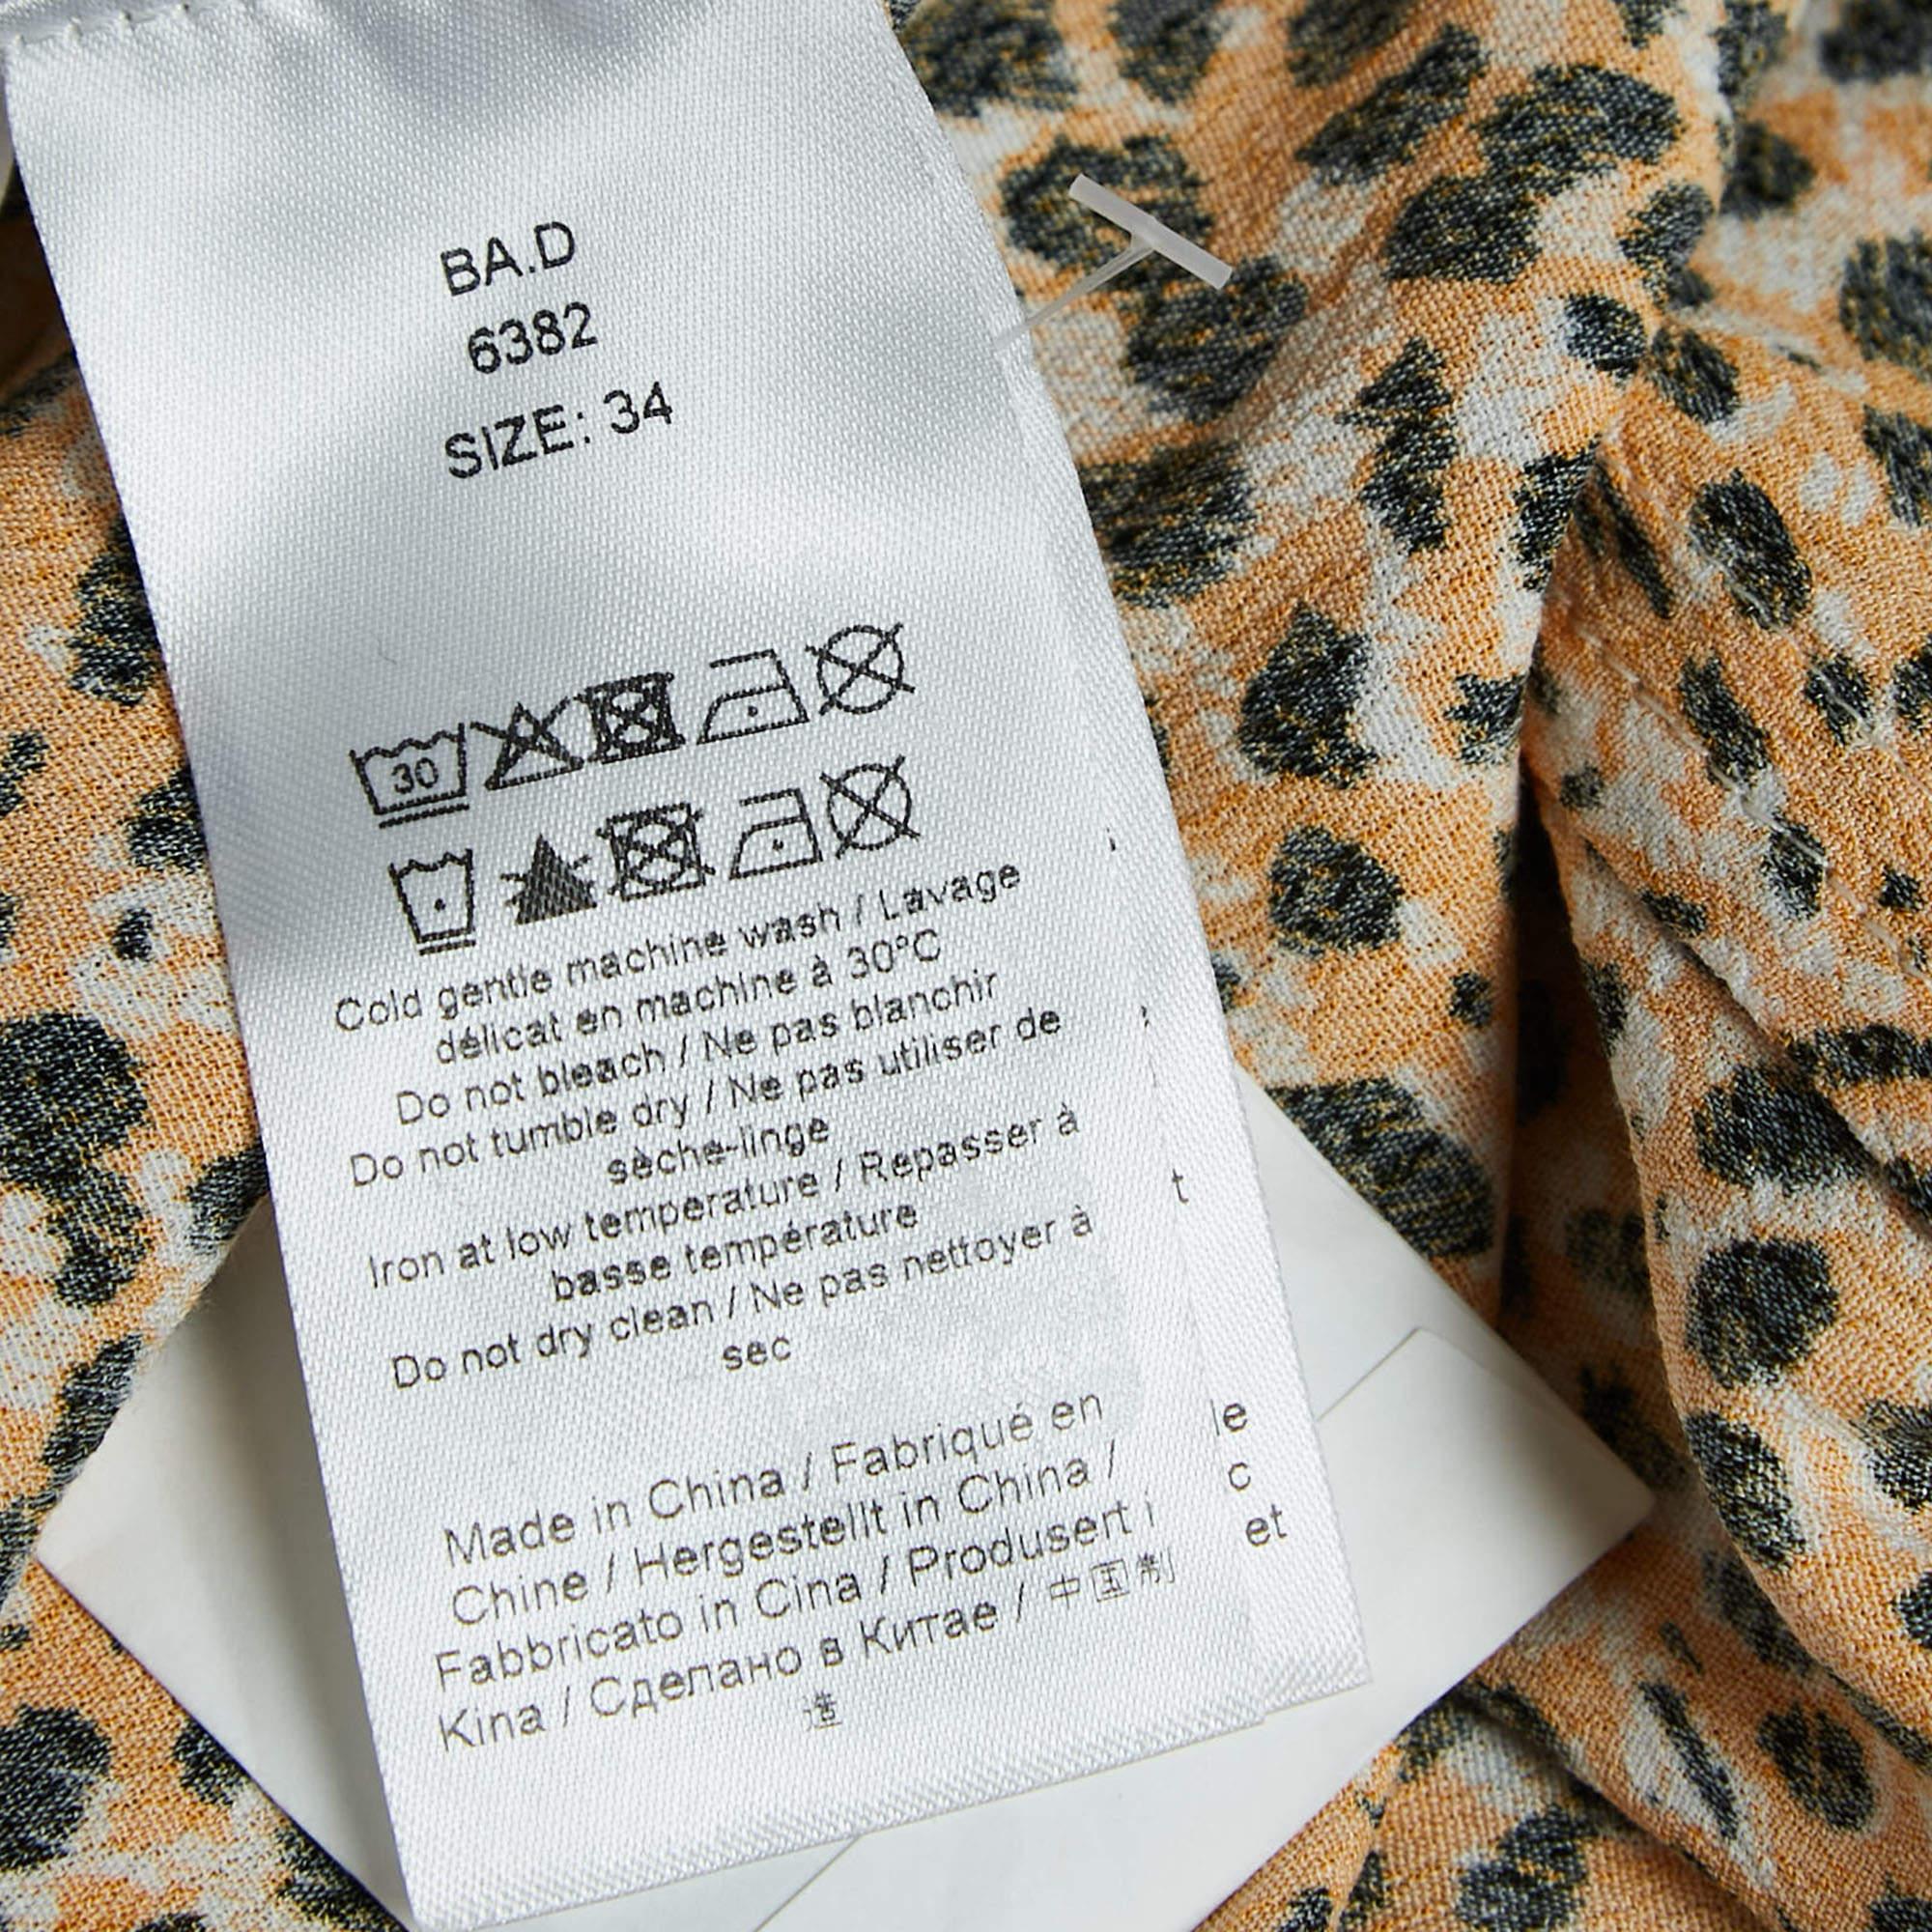 BA.D
6382
SIZE: 34
30
Cold gentle machine wash / Lavage
délicat en machine à 30°C
Do not bleach / Ne pas blanchir
Do not tumble dry / Ne pas utiliser de
sèche-linge
Iron at low temperature / Repasser à
basse température
Do not dry clean / Ne pas nettoyer à
sec
Made in China / Fabriqué en
Chine / Hergestellt in China /
Fabbricato in Cina / Produsert i
Kina / Сделано в Китае / 中国制
造
t
le
c
et